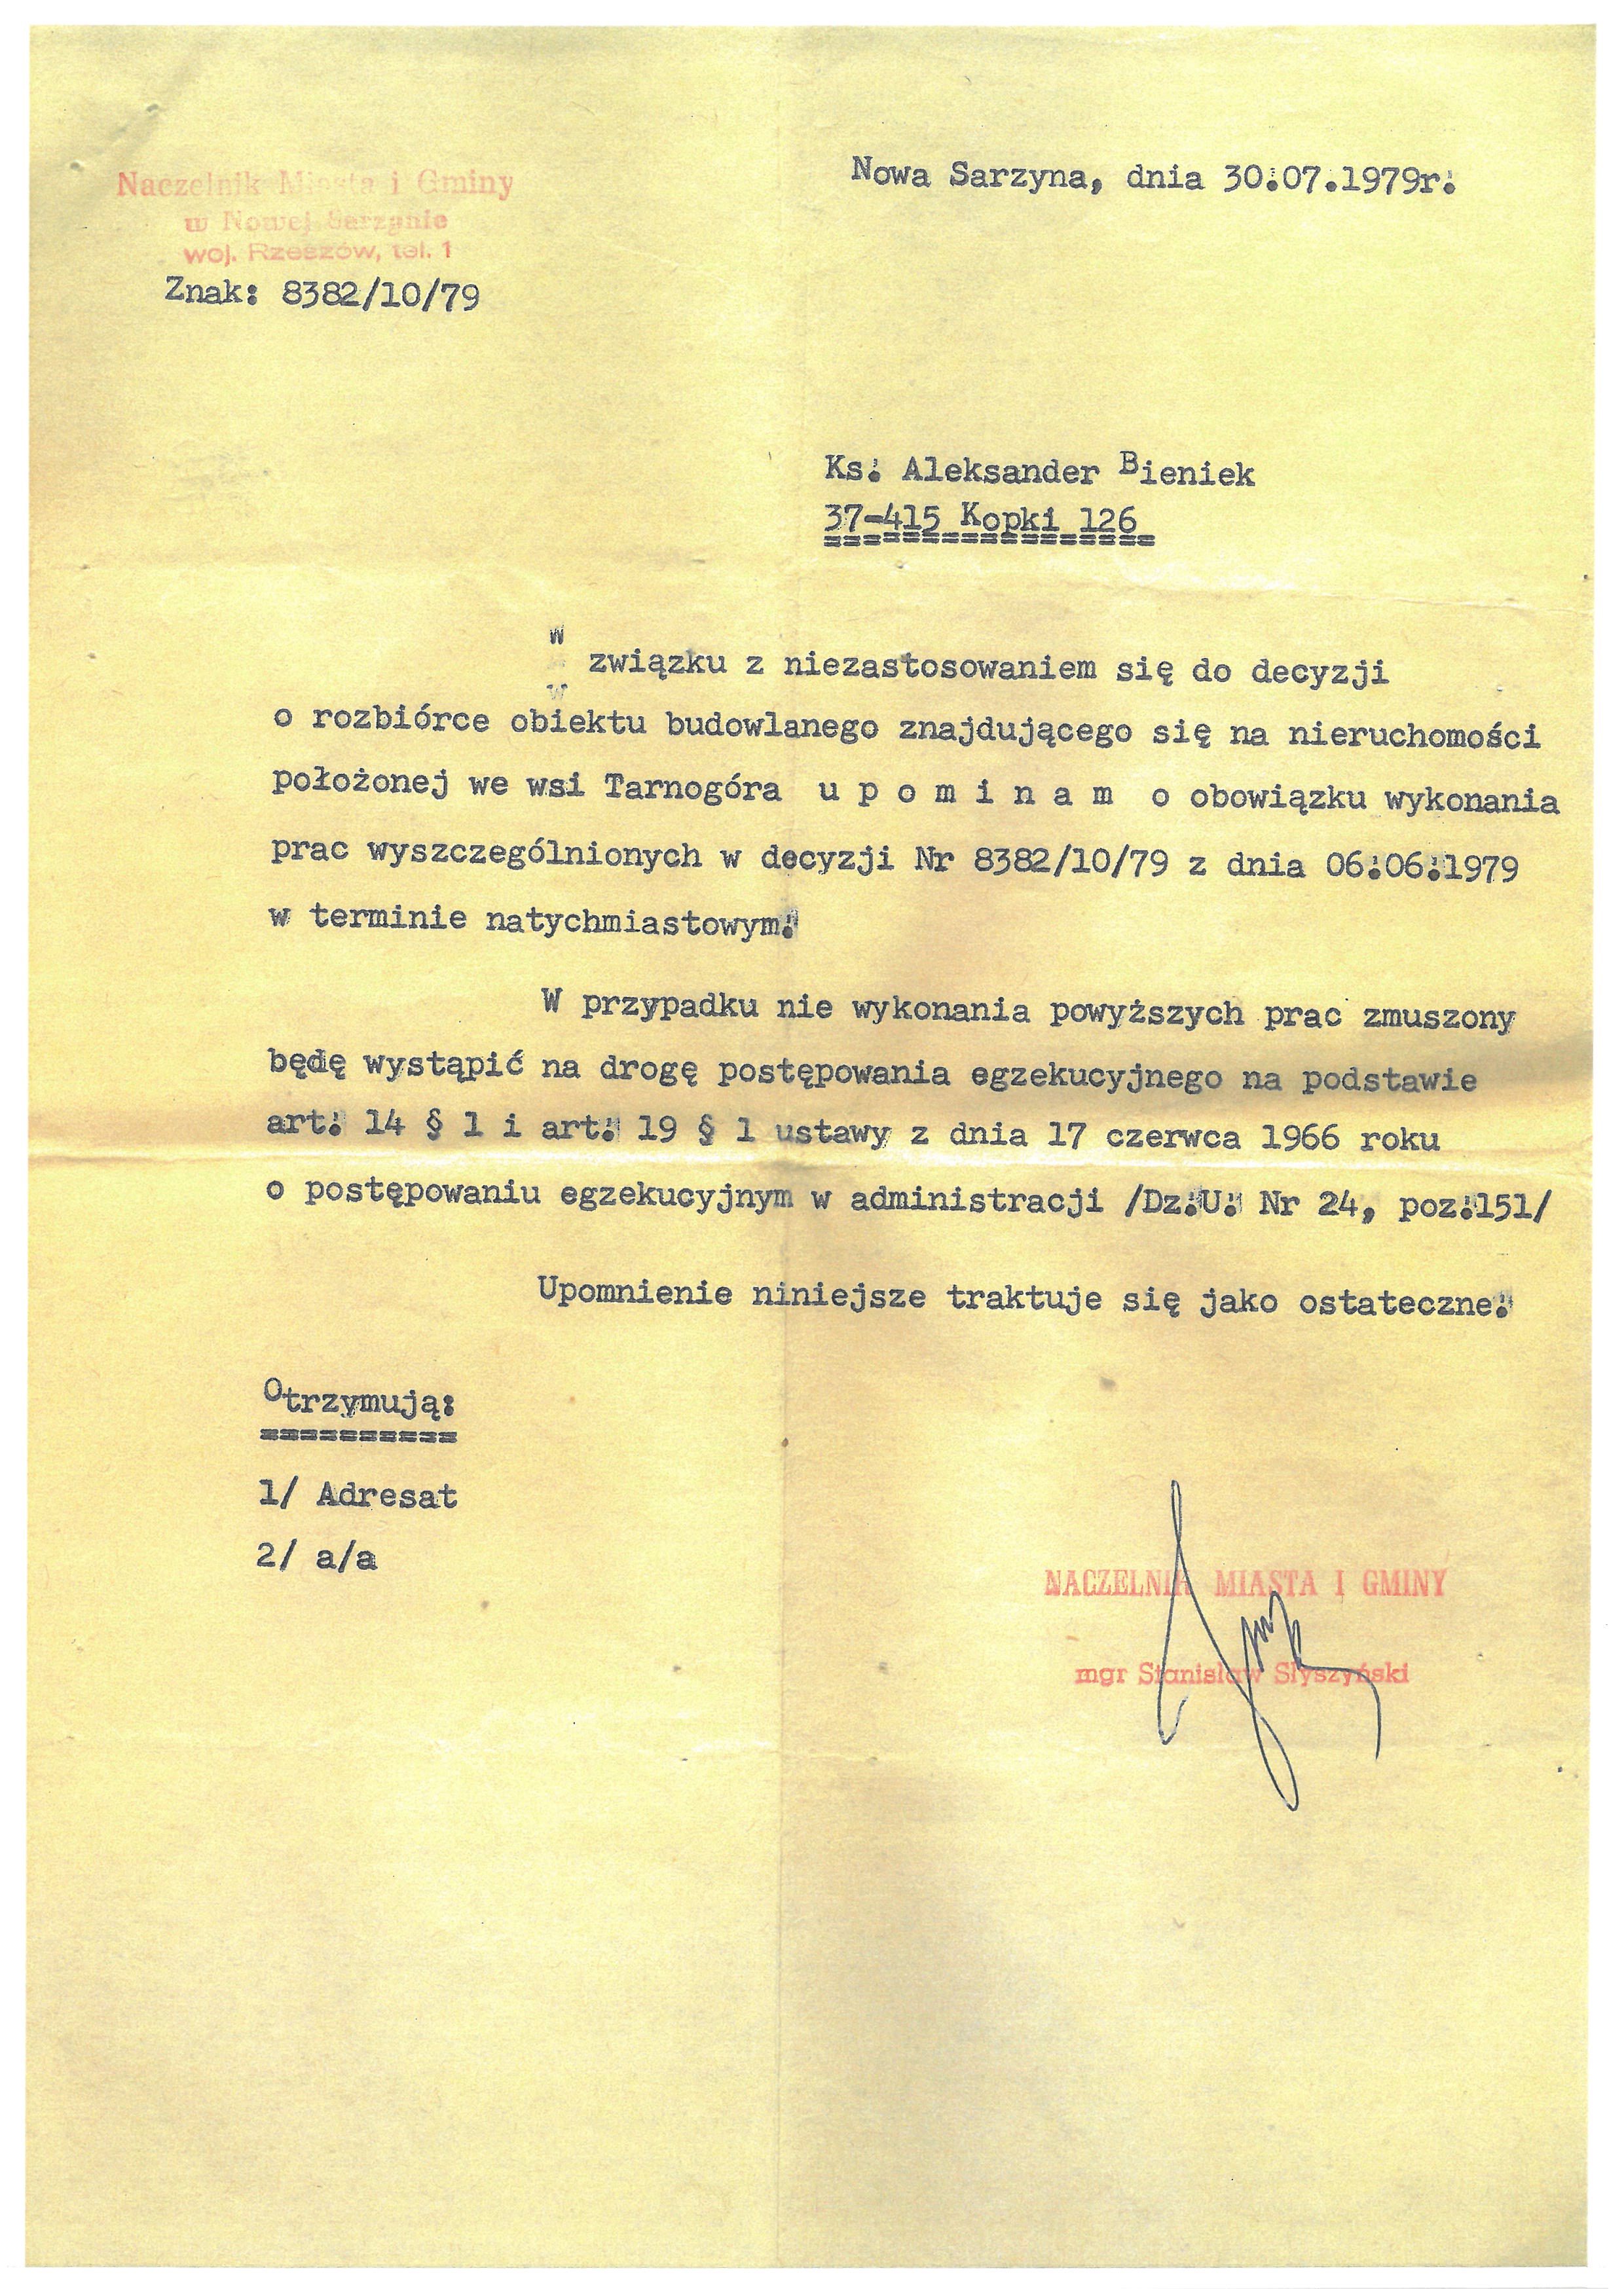 Naczelnik Miasta i Gminy
w Nowej Sarzynie
woj. Rzeszów, tel. 1
Znak: 8382/10/79
Nowa Sarzyna, dnia 30.07.1979r.
Ks. Aleksander Bieniek
37-415 Kopki 126
=================
W związku z niezastosowaniem się do decyzji
o rozbiórce obiektu budowlanego znajdującego się na nieruchomości
położonej we wsi Tarnogóra u p o m i n a m o obowiązku wykonania
prac wyszczególnionych w decyzji Nr 8382/10/79 z dnia 06.06.1979
w terminie natychmiastowym.
W przypadku nie wykonania powyższych prac zmuszony
będę wystąpić na drogę postępowania egzekucyjnego na podstawie
art. 14 § 1 i art. 19 § 1 ustawy z dnia 17 czerwca 1966 roku
o postępowaniu egzekucyjnym w administracji /Dz.U. Nr 24, poz.151/
Upomnienie niniejsze traktuje się jako ostateczne.
Otrzymują:
==========
1/ Adresat
2/ a/a
NACZELNIK MIASTA I GMINY
mgr Stanisław Słyszyński